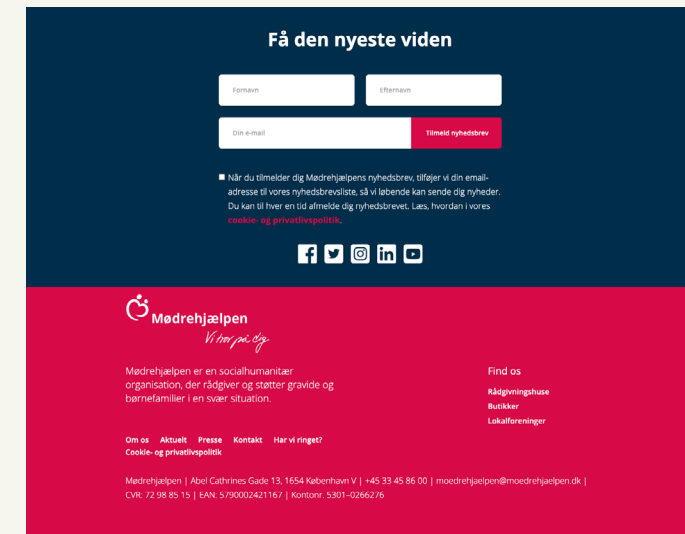 Få den nyeste viden
Fornavn
Efternavn
Din e-mail
Tilmeld nyhedsbrev
Når du tilmelder dig Mødrehjælpens nyhedsbrev, tilføjer vi din email-
adresse til vores nyhedsbrevsliste, så vi løbende kan sende dig nyheder.
Du kan til hver en tid afmelde dig nyhedsbrevet. Læs, hvordan i vores
cookie- og privatlivspolitik.
Mødrehjælpen
Vi tror på dig
Mødrehjælpen er en socialhumanitær
organisation, der rådgiver og støtter gravide og
børnefamilier i en svær situation.
Find os
Rådgivningshuse
Butikker
Lokalforeninger
Om os Aktuelt Presse Kontakt Har vi ringet?
Cookie- og privatlivspolitik
Mødrehjælpen | Abel Cathrines Gade 13, 1654 København V | +45 33 45 86 00 | moedrehjaelpen@moedrehjaelpen.dk |
CVR: 72 98 85 15 | EAN: 5790002421167 | Kontonr. 5301–0266276